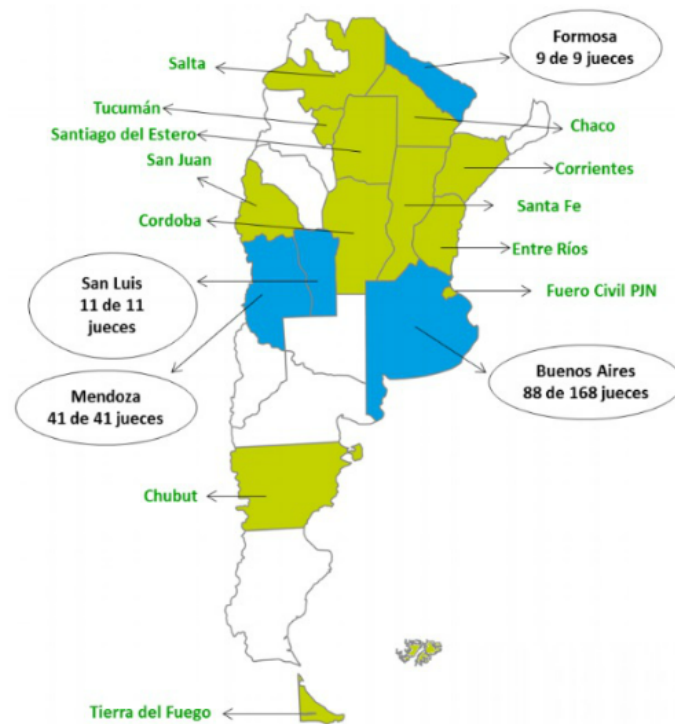 Formosa
9 de 9 jueces
Salta
Tucumán
Chaco
Santiago del Estero
San Juan
Corrientes
Cordoba
Santa Fe
Entre Ríos
San Luis
11 de 11
jueces
Fuero Civil PJN
Buenos Aires
88 de 168 jueces
Mendoza
41 de 41 jueces
Chubut
Tierra del Fuego